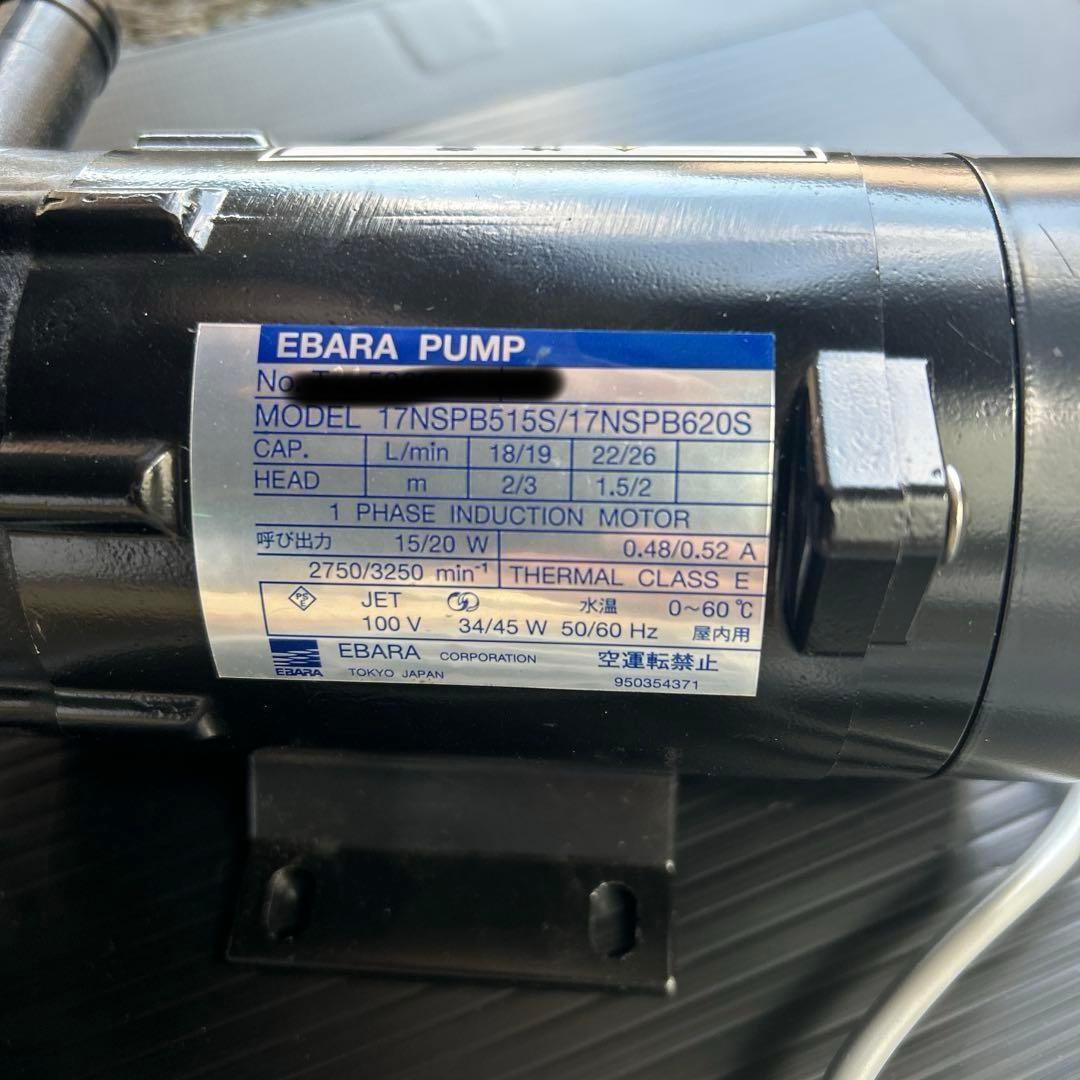 EBARA PUMP
No.
MODEL 17NSPB515S/17NSPB620S
CAP. L/min 18/19 22/26
HEAD m 2/3 1.5/2
1 PHASE INDUCTION MOTOR
呼び出力 15/20 W 0.48/0.52 A
2750/3250 min-1 THERMAL CLASS E
PS E JET 水温 0~60℃
100 V 34/45 W 50/60 Hz 屋内用
EBARA EBARA CORPORATION 空運転禁止
TOKYO JAPAN 950354371